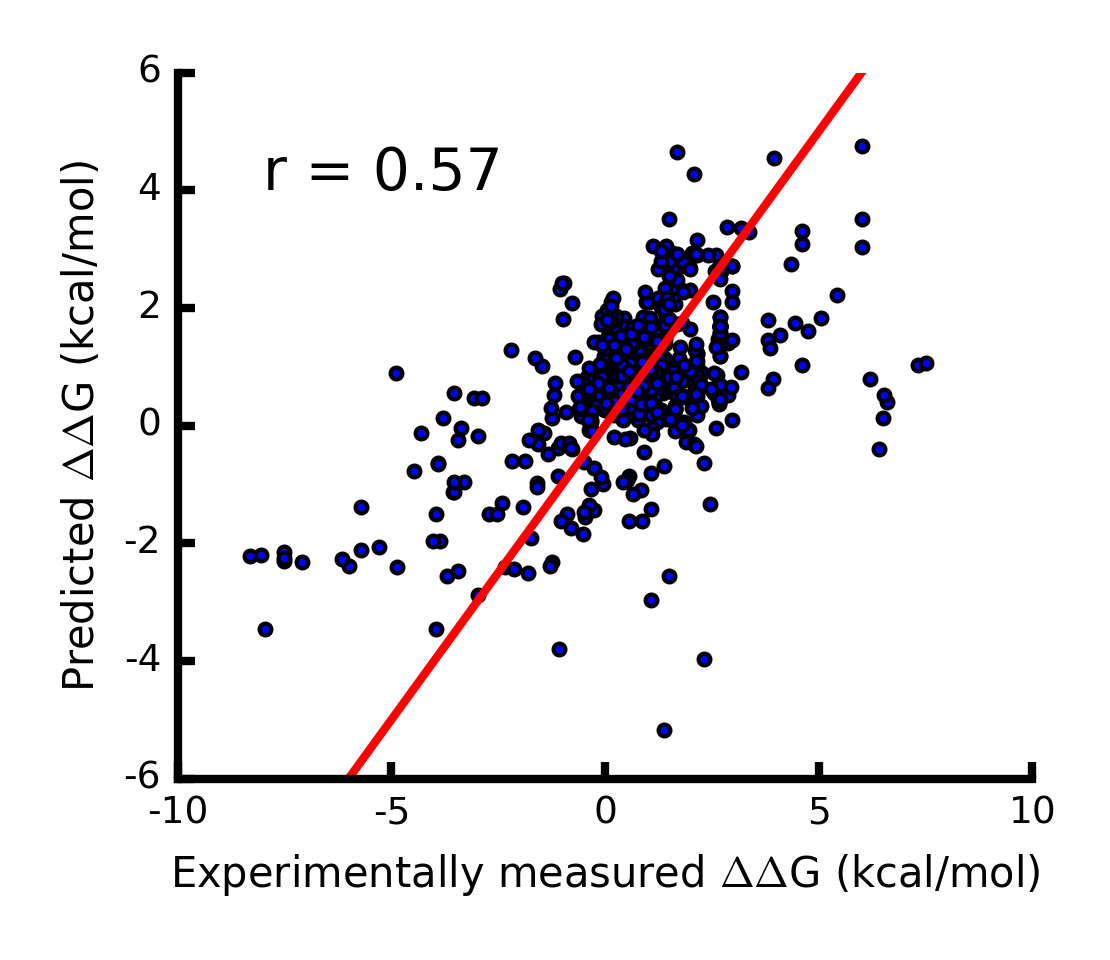 6
4
2
0
-2
-4
-6
r = 0.57
Predicted ΔΔG (kcal/mol)
-10 -5 0 5 10
Experimentally measured ΔΔG (kcal/mol)